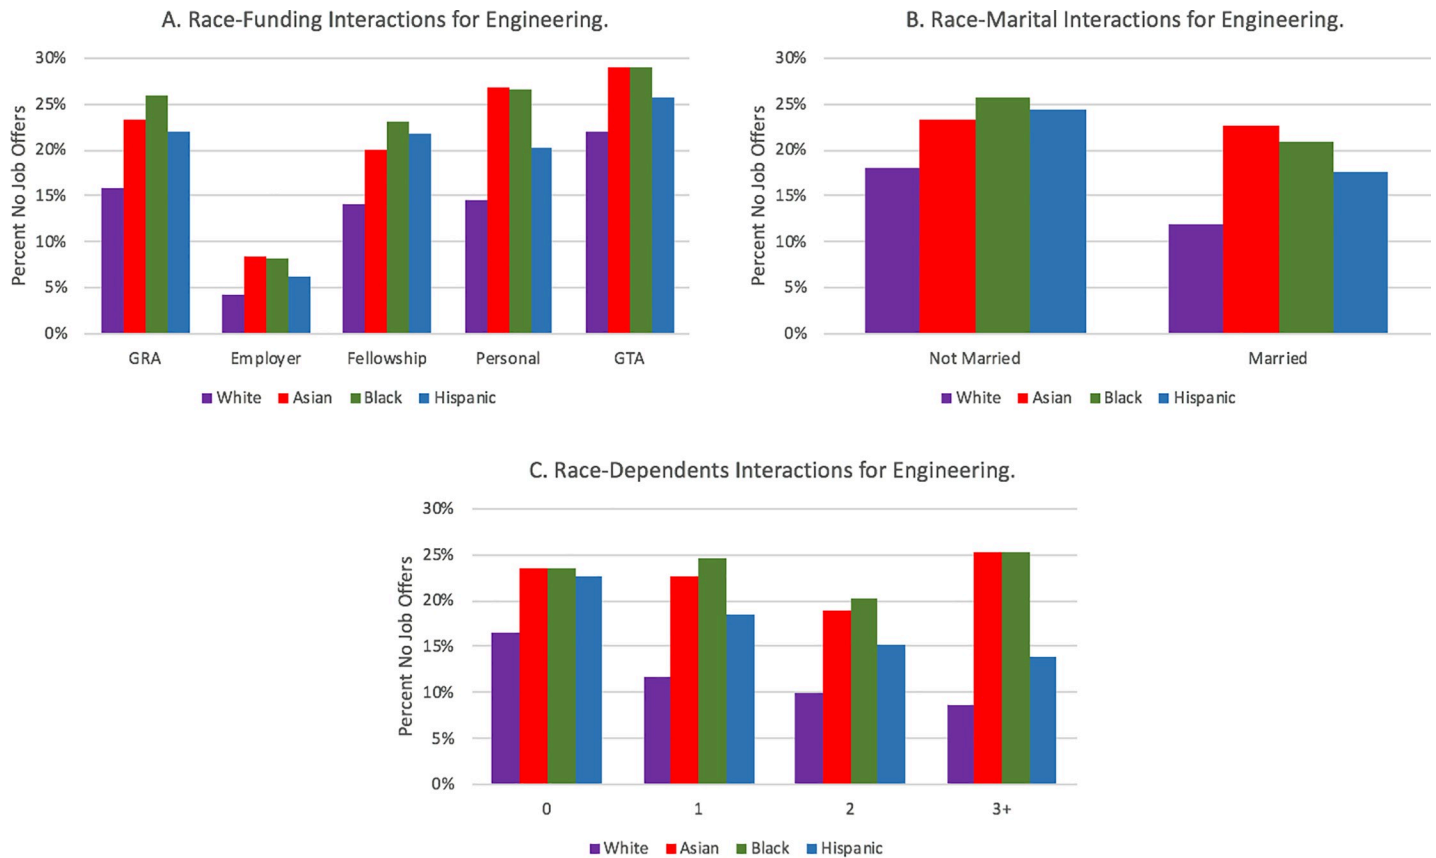 A. Race-Funding Interactions for Engineering.
Percent No Job Offers
30%
25%
20%
15%
10%
5%
0%
GRA Employer Fellowship Personal GTA
White Asian Black Hispanic
B. Race-Marital Interactions for Engineering.
Percent No Job Offers
30%
25%
20%
15%
10%
5%
0%
Not Married Married
White Asian Black Hispanic
C. Race-Dependents Interactions for Engineering.
Percent No Job Offers
30%
25%
20%
15%
10%
5%
0%
0 1 2 3+
White Asian Black Hispanic